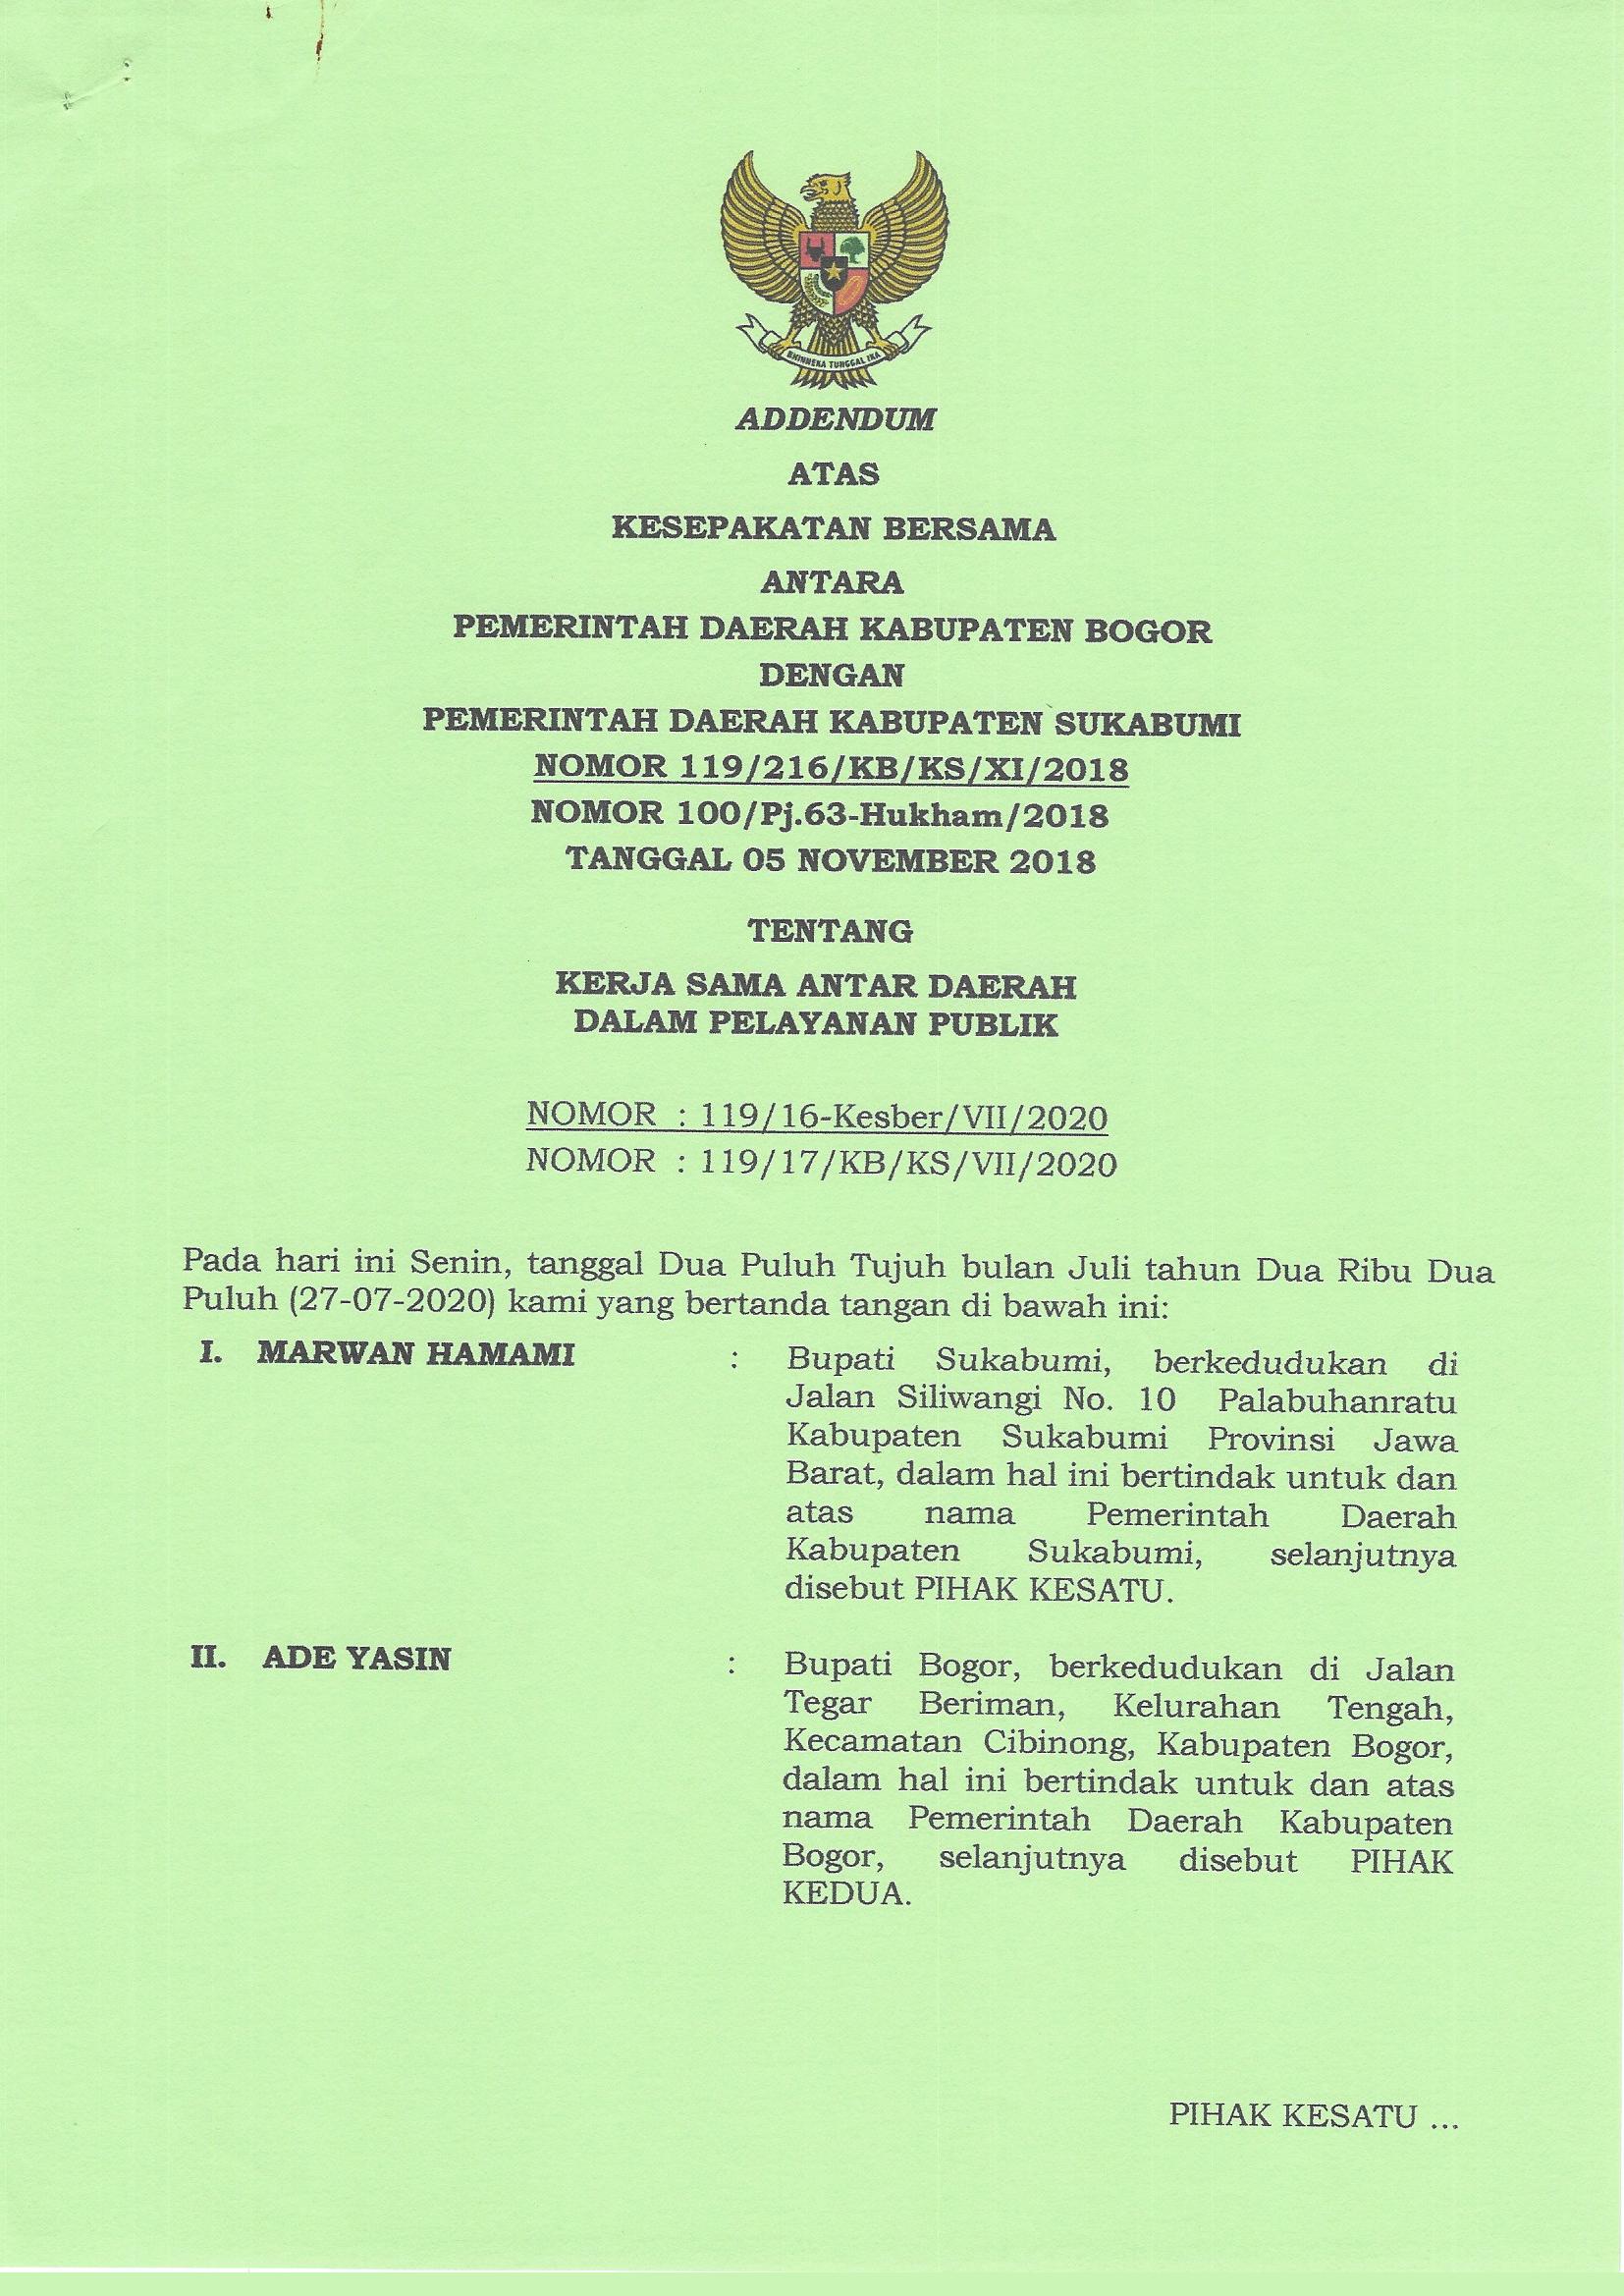 BHINNEKA TUNGGAL IKA
ADDENDUM
ATAS
KESEPAKATAN BERSAMA
ANTARA
PEMERINTAH DAERAH KABUPATEN BOGOR
DENGAN
PEMERINTAH DAERAH KABUPATEN SUKABUMI
NOMOR 119/216/KB/KS/XI/2018
NOMOR 100/Pj.63-Hukham/2018
TANGGAL 05 NOVEMBER 2018
TENTANG
KERJA SAMA ANTAR DAERAH
DALAM PELAYANAN PUBLIK
NOMOR : 119/16-Kesber/VII/2020
NOMOR : 119/17/KB/KS/VII/2020
Pada hari ini Senin, tanggal Dua Puluh Tujuh bulan Juli tahun Dua Ribu Dua
Puluh (27-07-2020) kami yang bertanda tangan di bawah ini:
I. MARWAN HAMAMI : Bupati Sukabumi, berkedudukan di
Jalan Siliwangi No. 10 Palabuhanratu
Kabupaten Sukabumi Provinsi Jawa
Barat, dalam hal ini bertindak untuk dan
atas nama Pemerintah Daerah
Kabupaten Sukabumi, selanjutnya
disebut PIHAK KESATU.
II. ADE YASIN : Bupati Bogor, berkedudukan di Jalan
Tegar Beriman, Kelurahan Tengah,
Kecamatan Cibinong, Kabupaten Bogor,
dalam hal ini bertindak untuk dan atas
nama Pemerintah Daerah Kabupaten
Bogor, selanjutnya disebut PIHAK
KEDUA.
PIHAK KESATU ...